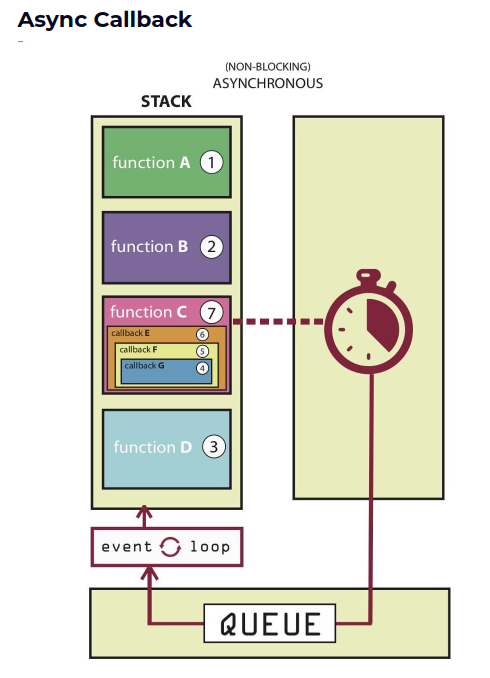 Async Callback
–
(NON-BLOCKING)
ASYNCHRONOUS
STACK
function A 1
function B 2
function C 7
callback E 6
callback F 5
callback G 4
function D 3
event loop
QUEUE